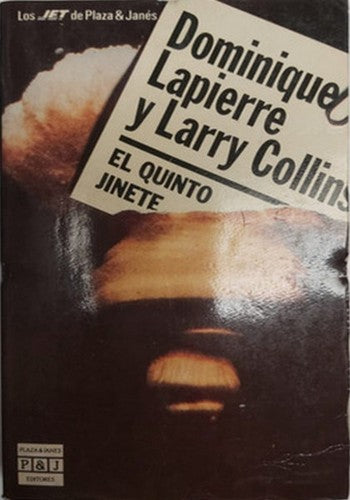 Los JET de Plaza & Janés
Dominique
Lapierre
y Larry Collins
EL QUINTO
JINETE
PLAZA & JANES
P & J
EDITORES